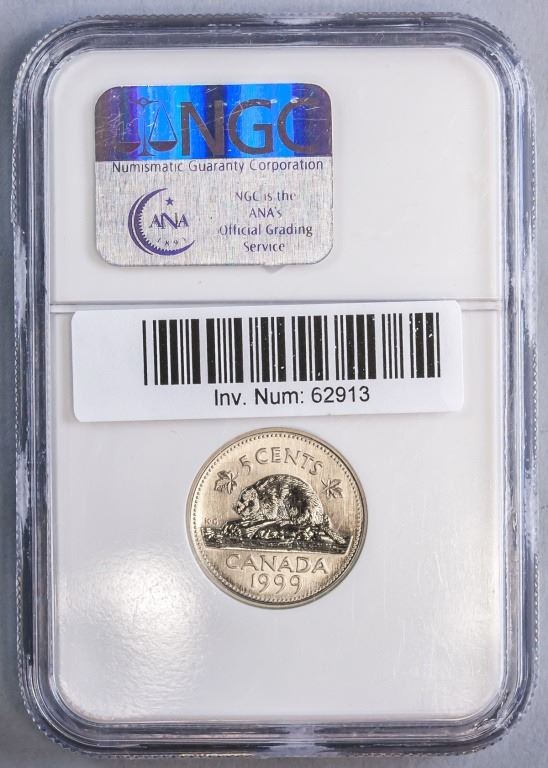 NGC
Numismatic Guaranty Corporation
NGC is the
ANA's
Official Grading
Service
ANA
1891
Inv. Num: 62913
5 CENTS
CANADA
1999